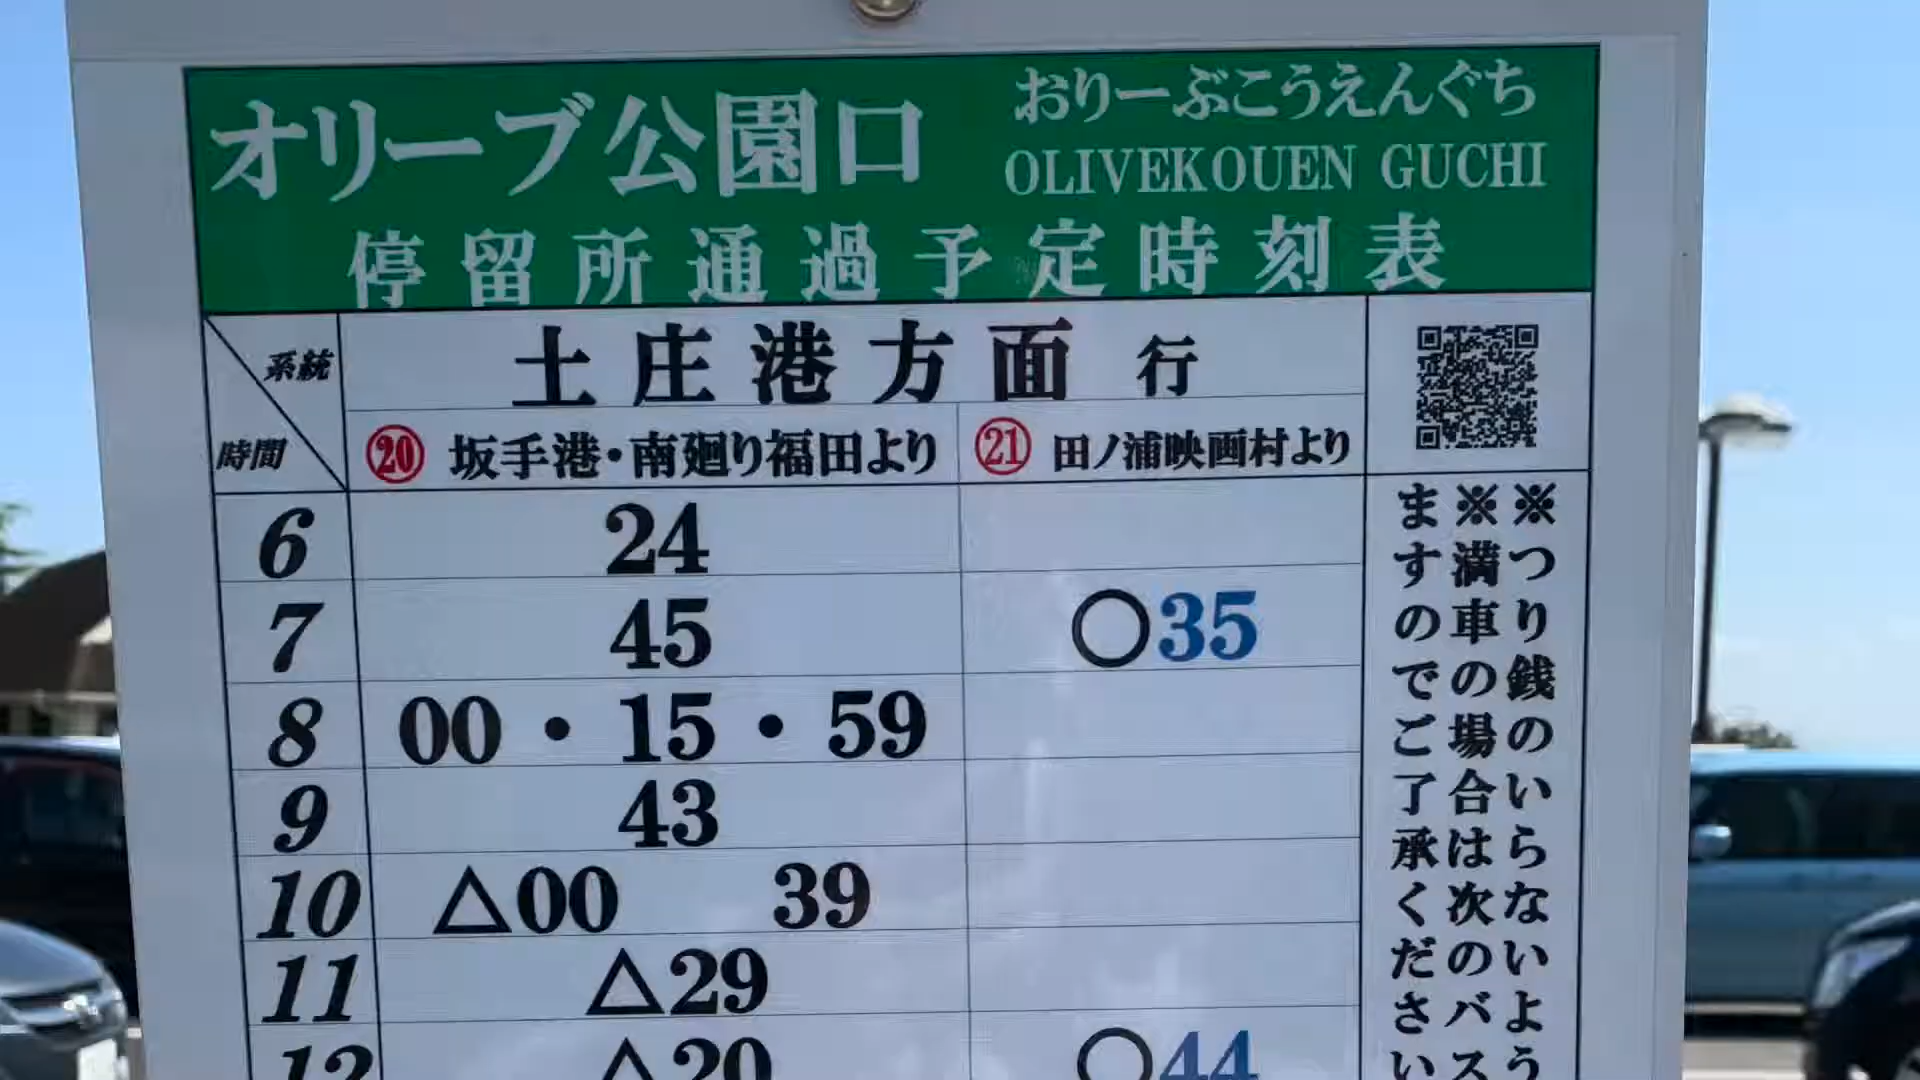 オリーブ公園口 おりーぶこうえんぐち
OLIVEKOUEN GUCHI
停留所通過予定時刻表
系統
時間
土庄港方面 行
⑳ 坂手港・南廻り福田より ㉑ 田ノ浦映画村より
6 24
7 45 ○35
8 00・15・59
9 43
10 △00 39
11 △29
12 △20 ○44
※つり銭のいらないよう
※満車の場合は次のバス
ますのでご了承ください